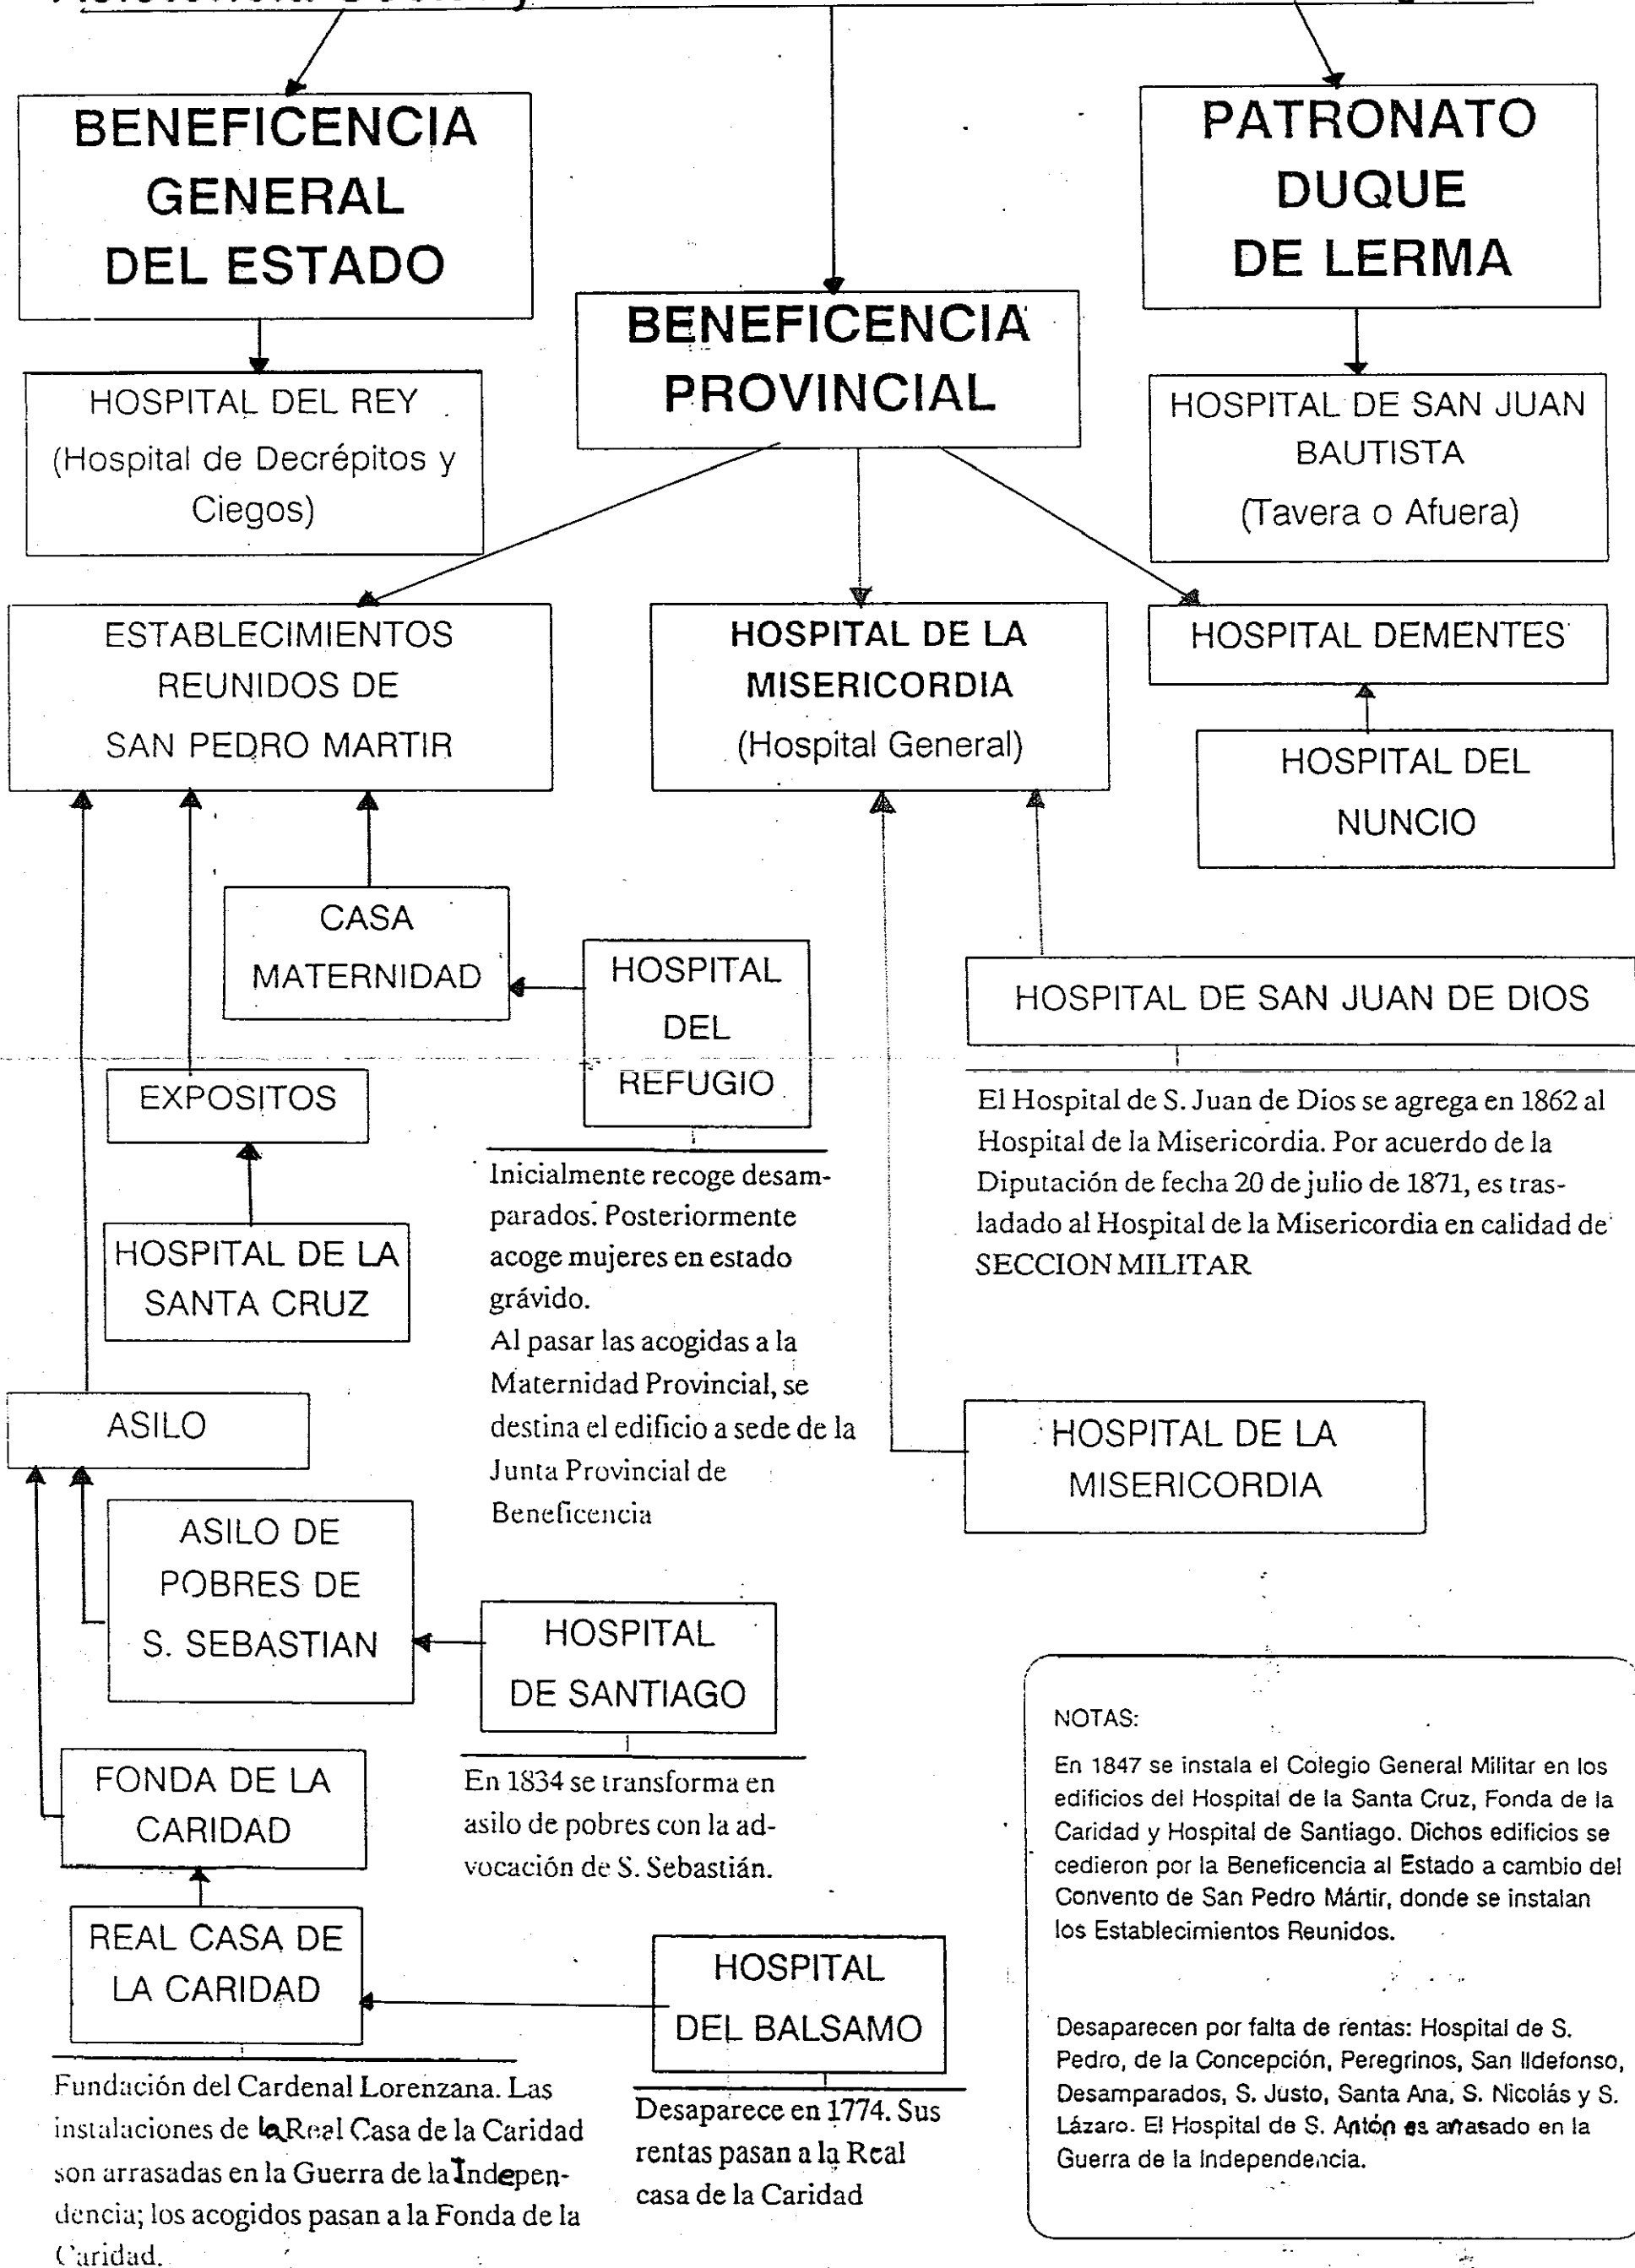 BENEFICENCIA
GENERAL
DEL ESTADO
PATRONATO
DUQUE
DE LERMA
BENEFICENCIA
PROVINCIAL
HOSPITAL DEL REY
(Hospital de Decrépitos y
Ciegos)
HOSPITAL DE SAN JUAN
BAUTISTA
(Tavera o Afuera)
ESTABLECIMIENTOS
REUNIDOS DE
SAN PEDRO MARTIR
HOSPITAL DE LA
MISERICORDIA
(Hospital General)
HOSPITAL DEMENTES
HOSPITAL DEL
NUNCIO
CASA
MATERNIDAD
HOSPITAL
DEL
REFUGIO
HOSPITAL DE SAN JUAN DE DIOS
EXPOSITOS
El Hospital de S. Juan de Dios se agrega en 1862 al
Hospital de la Misericordia. Por acuerdo de la
Diputación de fecha 20 de julio de 1871, es tras-
ladado al Hospital de la Misericordia en calidad de
SECCION MILITAR
Inicialmente recoge desam-
parados. Posteriormente
acoge mujeres en estado
grávido.
Al pasar las acogidas a la
Maternidad Provincial, se
destina el edificio a sede de la
Junta Provincial de
Beneficencia
HOSPITAL DE LA
SANTA CRUZ
ASILO
HOSPITAL DE LA
MISERICORDIA
ASILO DE
POBRES DE
S. SEBASTIAN
HOSPITAL
DE SANTIAGO
En 1834 se transforma en
asilo de pobres con la ad-
vocación de S. Sebastián.
FONDA DE LA
CARIDAD
REAL CASA DE
LA CARIDAD
HOSPITAL
DEL BALSAMO
Fundación del Cardenal Lorenzana. Las
instalaciones de la Real Casa de la Caridad
son arrasadas en la Guerra de la Indepen-
dencia; los acogidos pasan a la Fonda de la
Caridad.
Desaparece en 1774. Sus
rentas pasan a la Real
casa de la Caridad
NOTAS:
En 1847 se instala el Colegio General Militar en los
edificios del Hospital de la Santa Cruz, Fonda de la
Caridad y Hospital de Santiago. Dichos edificios se
cedieron por la Beneficencia al Estado a cambio del
Convento de San Pedro Mártir, donde se instalan
los Establecimientos Reunidos.
Desaparecen por falta de rentas: Hospital de S.
Pedro, de la Concepción, Peregrinos, San Ildefonso,
Desamparados, S. Justo, Santa Ana, S. Nicolás y S.
Lázaro. El Hospital de S. Antón es arrasado en la
Guerra de la Independencia.